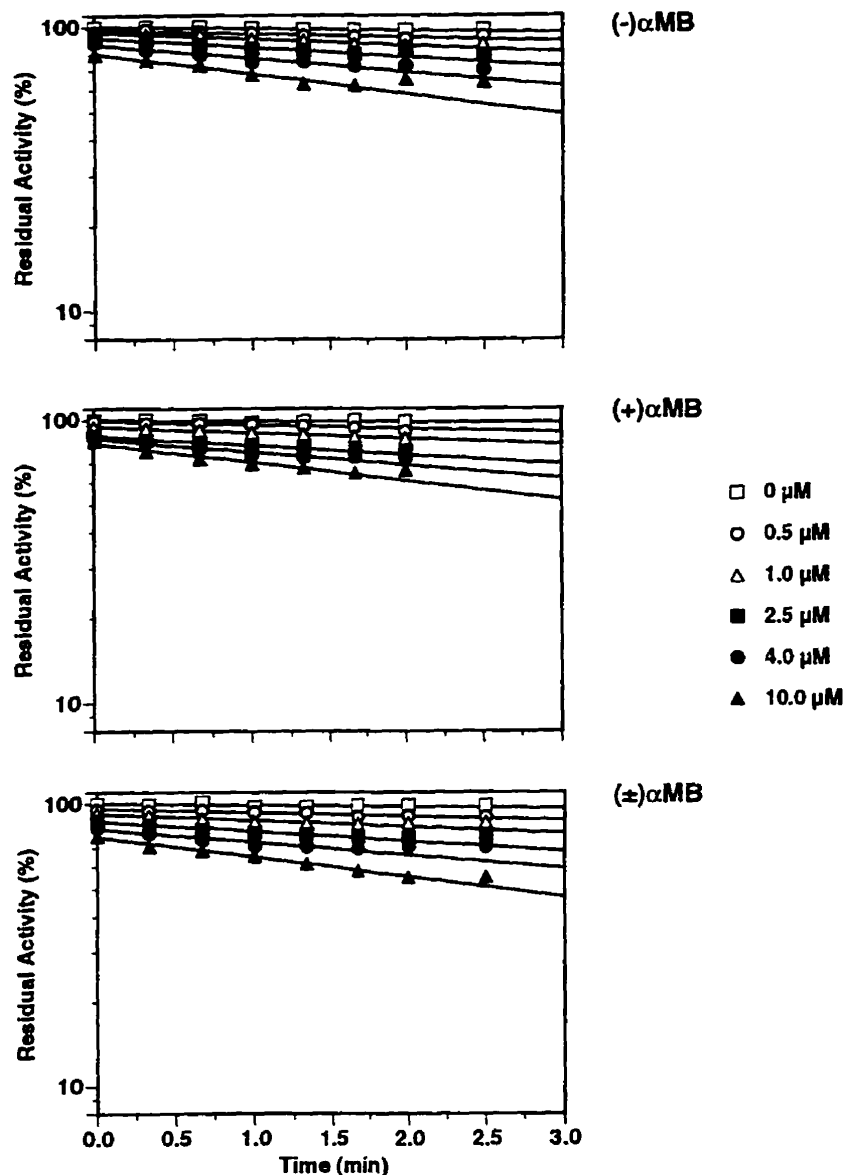 (-)αMB
100
10
Residual Activity (%)
(+)αMB
100
10
Residual Activity (%)
0 µM
0.5 µM
1.0 µM
2.5 µM
4.0 µM
10.0 µM
(±)αMB
100
10
Residual Activity (%)
0.0 0.5 1.0 1.5 2.0 2.5 3.0
Time (min)